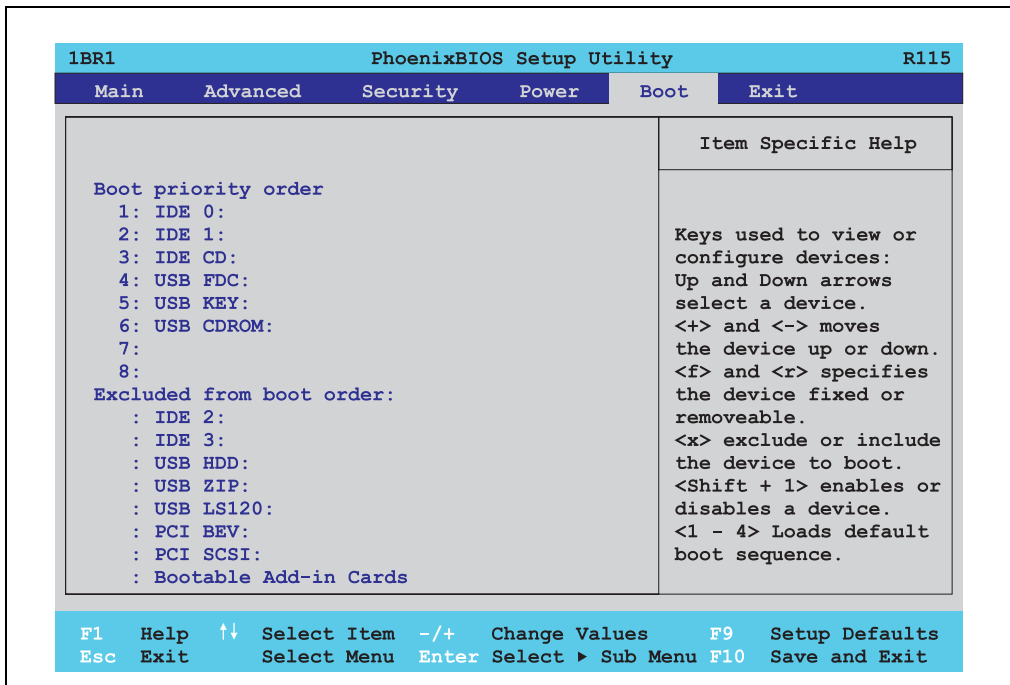 1BR1 PhoenixBIOS Setup Utility R115
Main Advanced Security Power Boot Exit
Item Specific Help
Boot priority order
1: IDE 0:
2: IDE 1:
3: IDE CD:
4: USB FDC:
5: USB KEY:
6: USB CDROM:
7:
8:
Excluded from boot order:
: IDE 2:
: IDE 3:
: USB HDD:
: USB ZIP:
: USB LS120:
: PCI BEV:
: PCI SCSI:
: Bootable Add-in Cards
Keys used to view or
configure devices:
Up and Down arrows
select a device.
<+> and <-> moves
the device up or down.
<f> and <r> specifies
the device fixed or
removeable.
<x> exclude or include
the device to boot.
<Shift + 1> enables or
disables a device.
<1 - 4> Loads default
boot sequence.
F1 Help ↑↓ Select Item -/+ Change Values F9 Setup Defaults
Esc Exit Select Menu Enter Select ▶ Sub Menu F10 Save and Exit